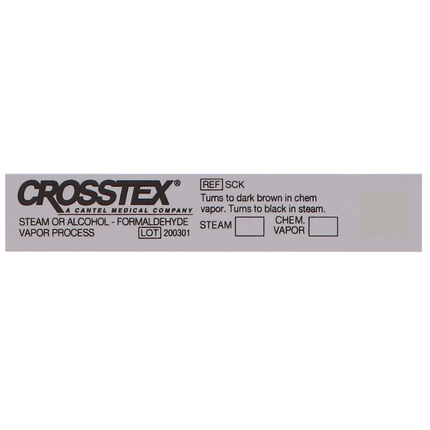 CROSSTEX®
A CANTEL MEDICAL COMPANY
STEAM OR ALCOHOL - FORMALDEHYDE
VAPOR PROCESS LOT 200301
REF SCK
Turns to dark brown in chem
vapor. Turns to black in steam.
STEAM
CHEM.
VAPOR